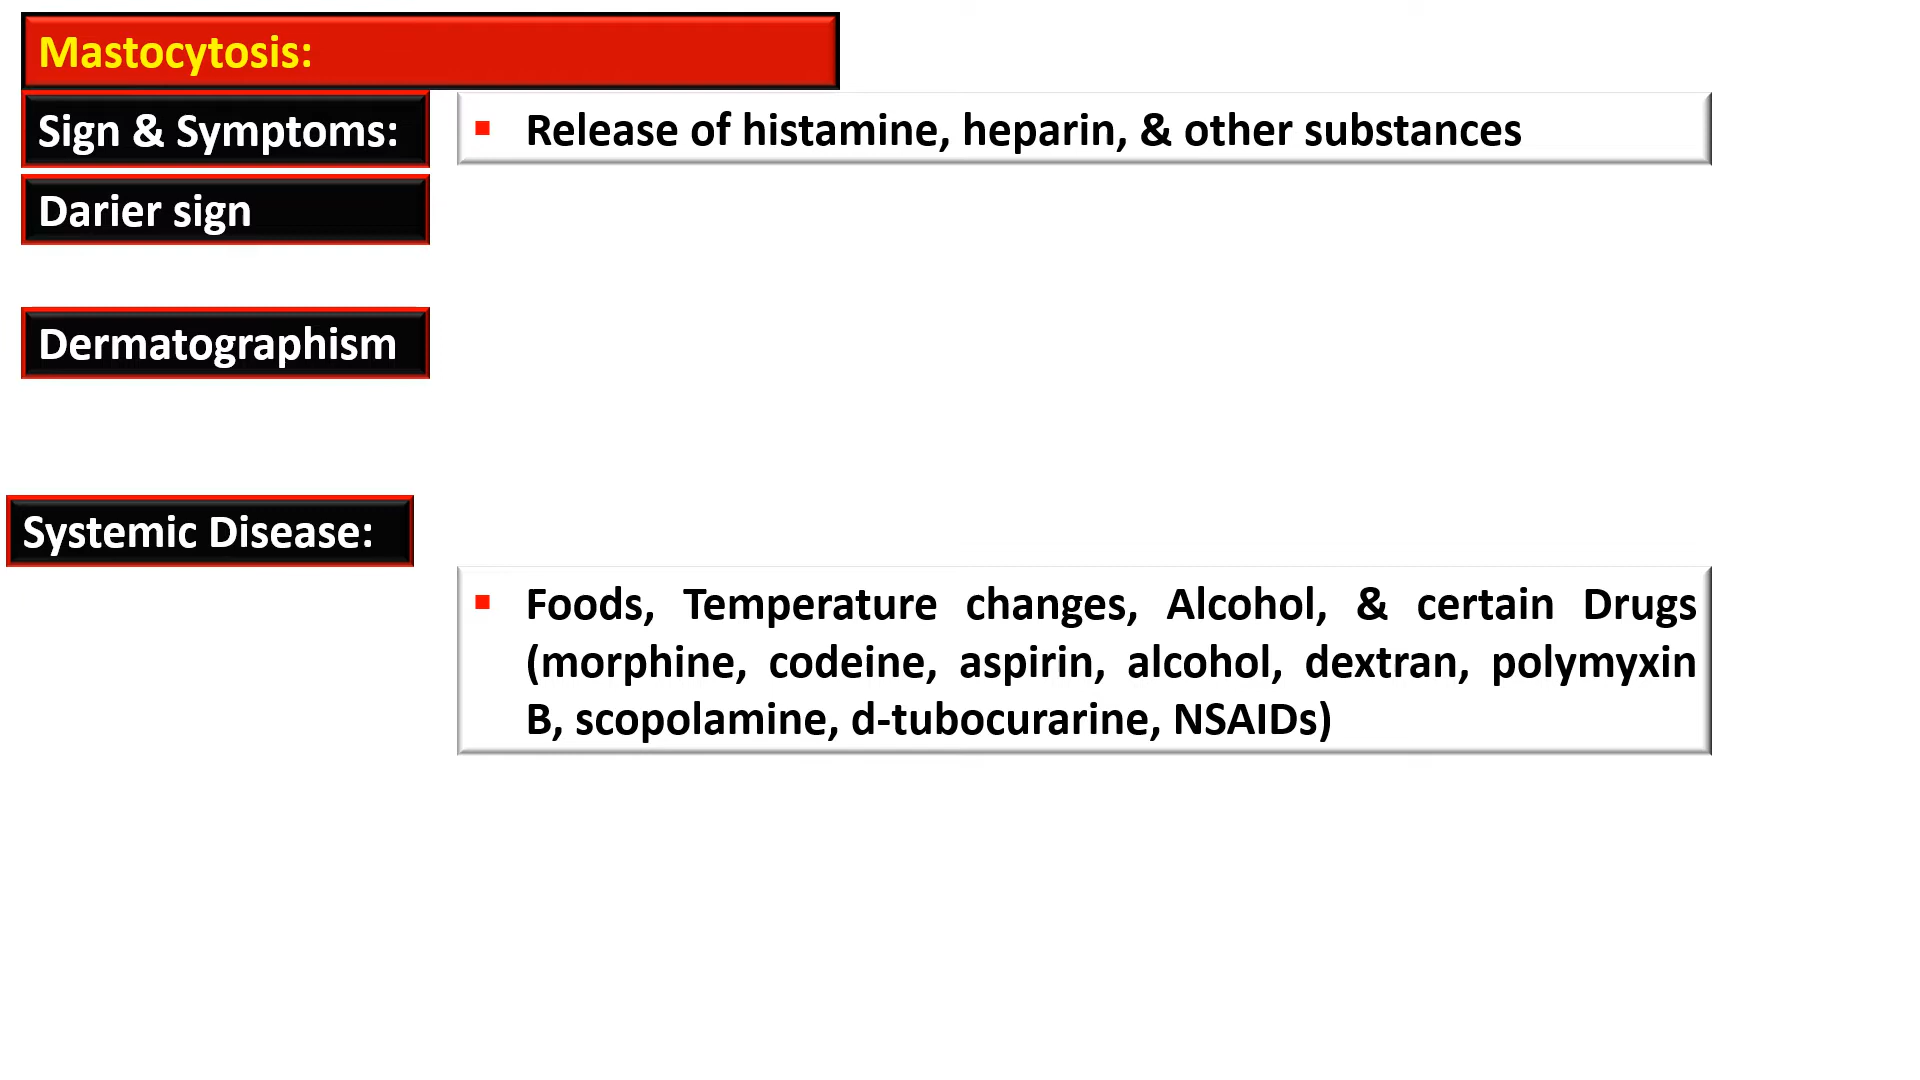 Mastocytosis:
Sign & Symptoms:
Release of histamine, heparin, & other substances
Darier sign
Dermatographism
Systemic Disease:
Foods, Temperature changes, Alcohol, & certain Drugs
(morphine, codeine, aspirin, alcohol, dextran, polymyxin
B, scopolamine, d-tubocurarine, NSAIDs)